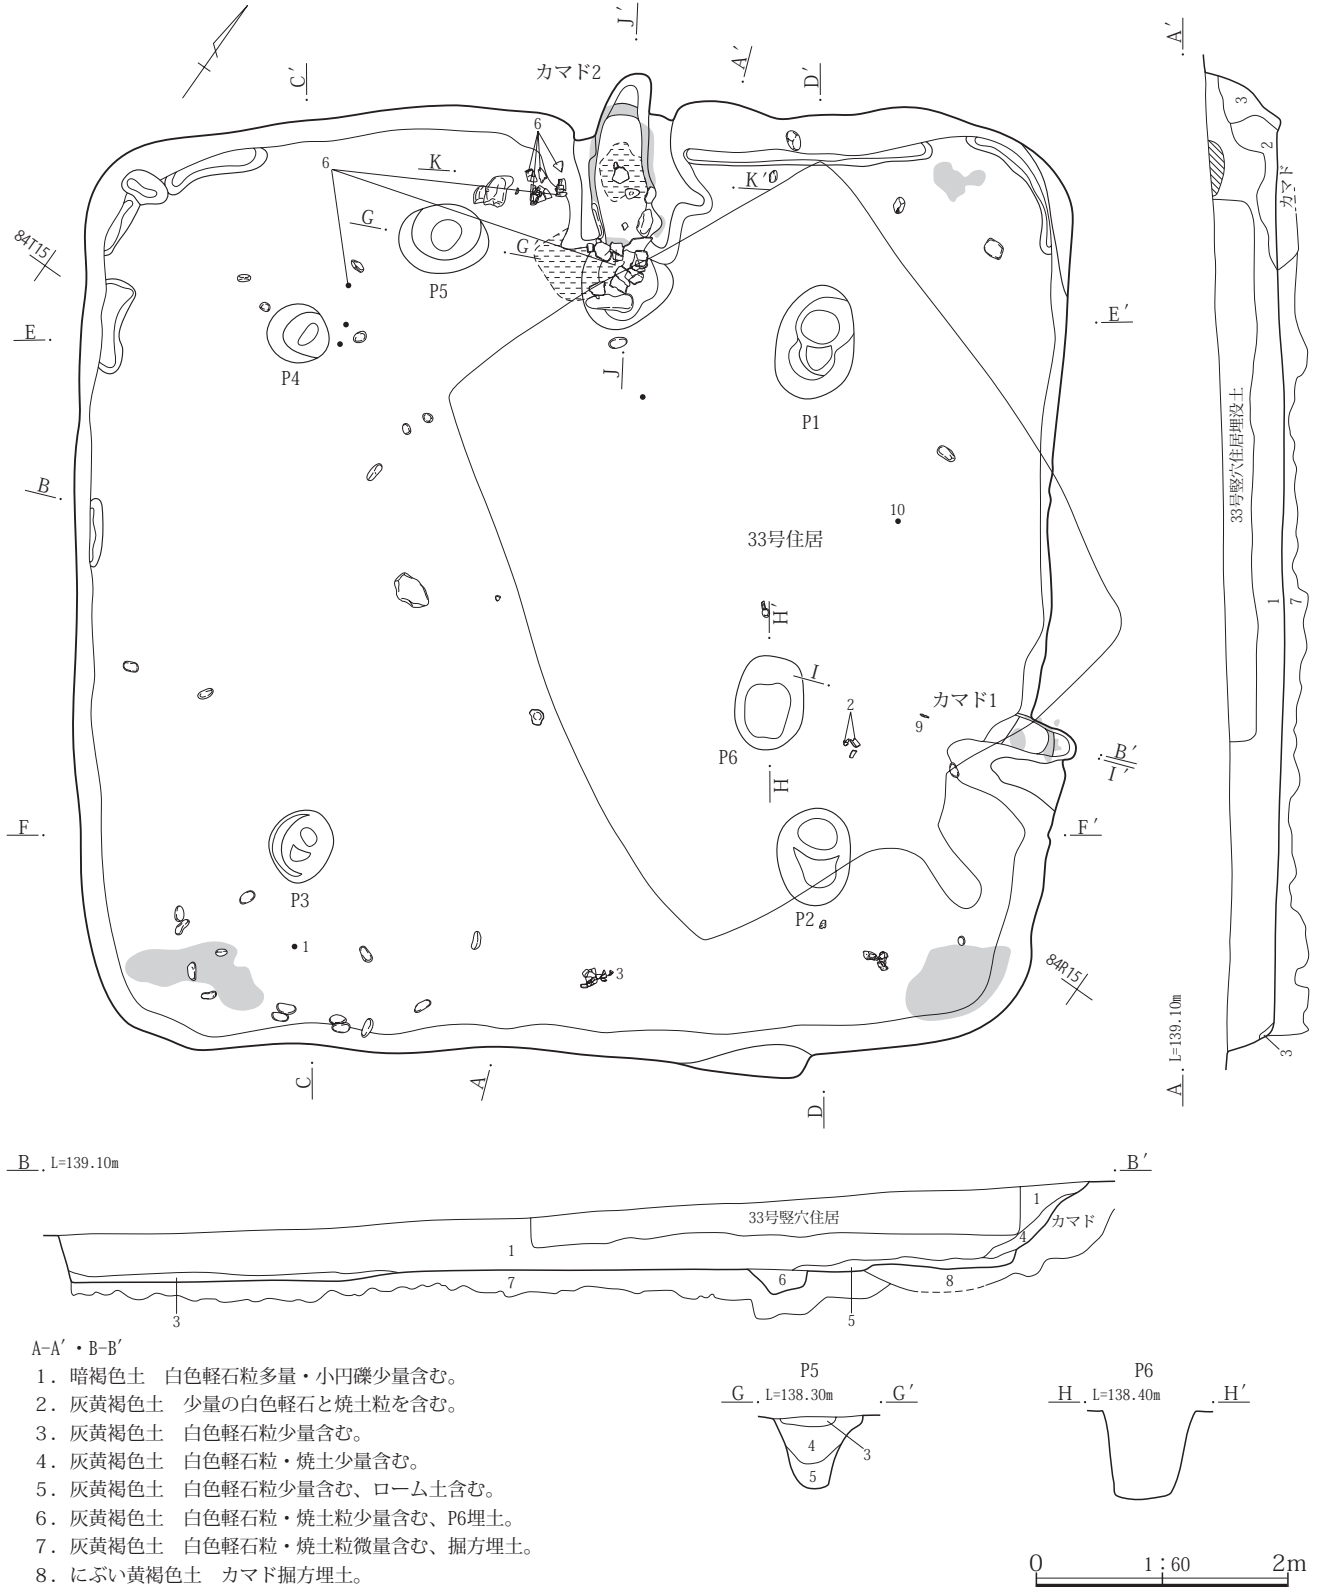 J′
A′
C′
カマド2
A′
D′
6
6
K
K′
3
2
カマド
G
G′
84T15
P5
E
E′
P4
J
P1
33号竪穴住居埋没土
B
10
33号住居
H′
1
7
I
カマド1
2
9
P6
B′
I′
H
F
F′
P3
P2
1
3
84R15
A L=139.10m
3
C
A
D
B L=139.10m
B′
33号竪穴住居
1
カマド
4
1
7
6
8
3
5
A-A′・B-B′
1．暗褐色土　白色軽石粒多量・小円礫少量含む。
2．灰黄褐色土　少量の白色軽石と焼土粒を含む。
3．灰黄褐色土　白色軽石粒少量含む。
4．灰黄褐色土　白色軽石粒・焼土少量含む。
5．灰黄褐色土　白色軽石粒少量含む、ローム土含む。
6．灰黄褐色土　白色軽石粒・焼土粒少量含む、P6埋土。
7．灰黄褐色土　白色軽石粒・焼土粒微量含む、掘方埋土。
8．にぶい黄褐色土　カマド掘方埋土。
P5
G L=138.30m G′
4
3
5
P6
H L=138.40m H′
0 1：60 2m